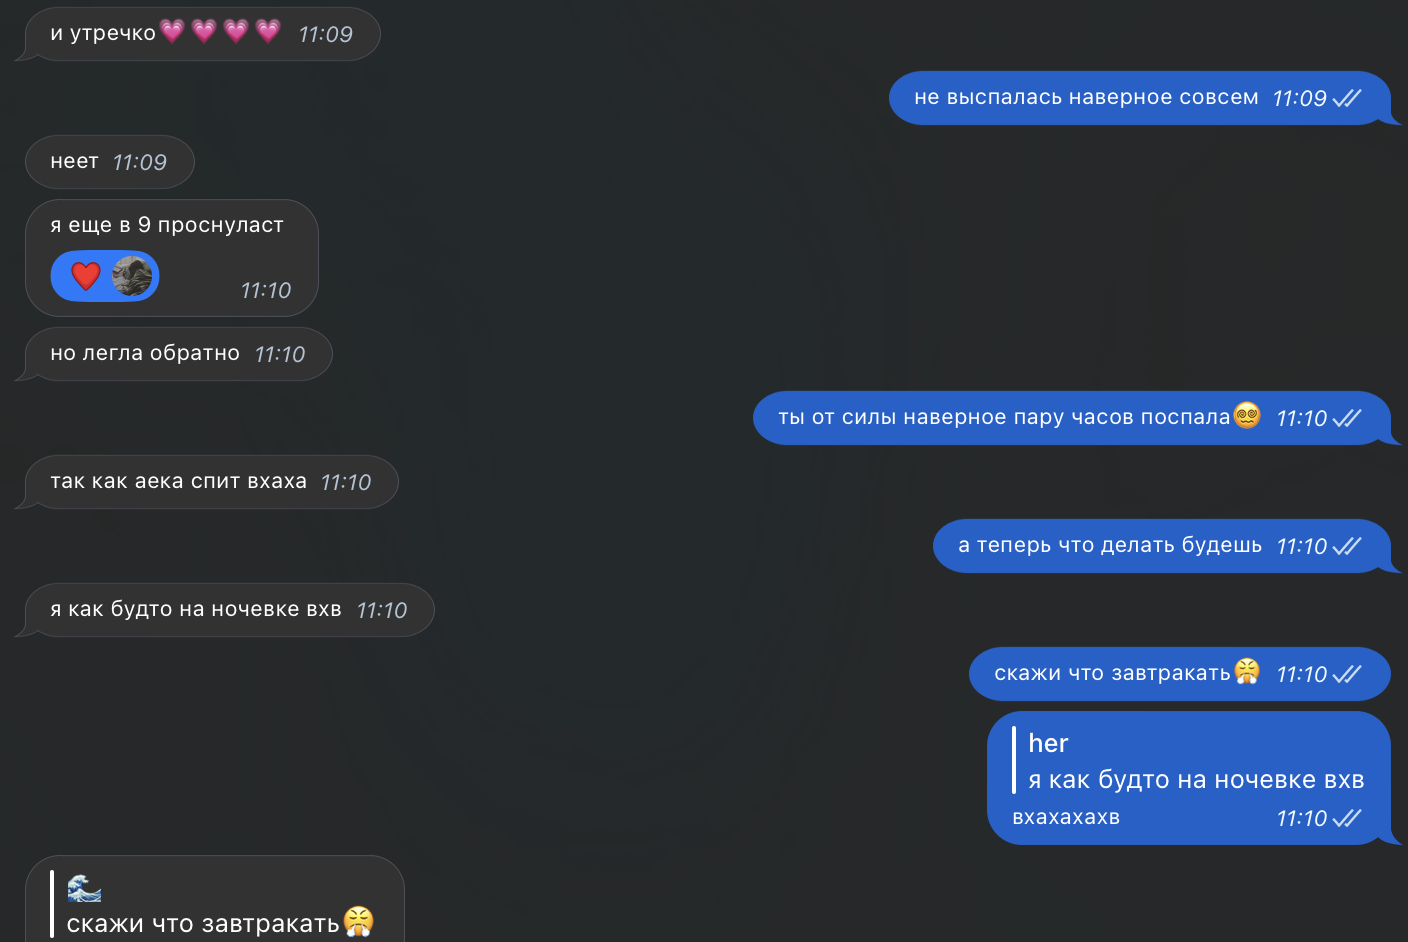 и утречко💗💗💗💗 11:09
не выспалась наверное совсем 11:09
неет 11:09
я еще в 9 проснуласт
❤️
11:10
но легла обратно 11:10
ты от силы наверное пару часов поспала😵‍💫 11:10
так как аека спит вхаха 11:10
а теперь что делать будешь 11:10
я как будто на ночевке вхв 11:10
скажи что завтракать😤 11:10
her
я как будто на ночевке вхв
вхахахахв 11:10
🌊
скажи что завтракать😤